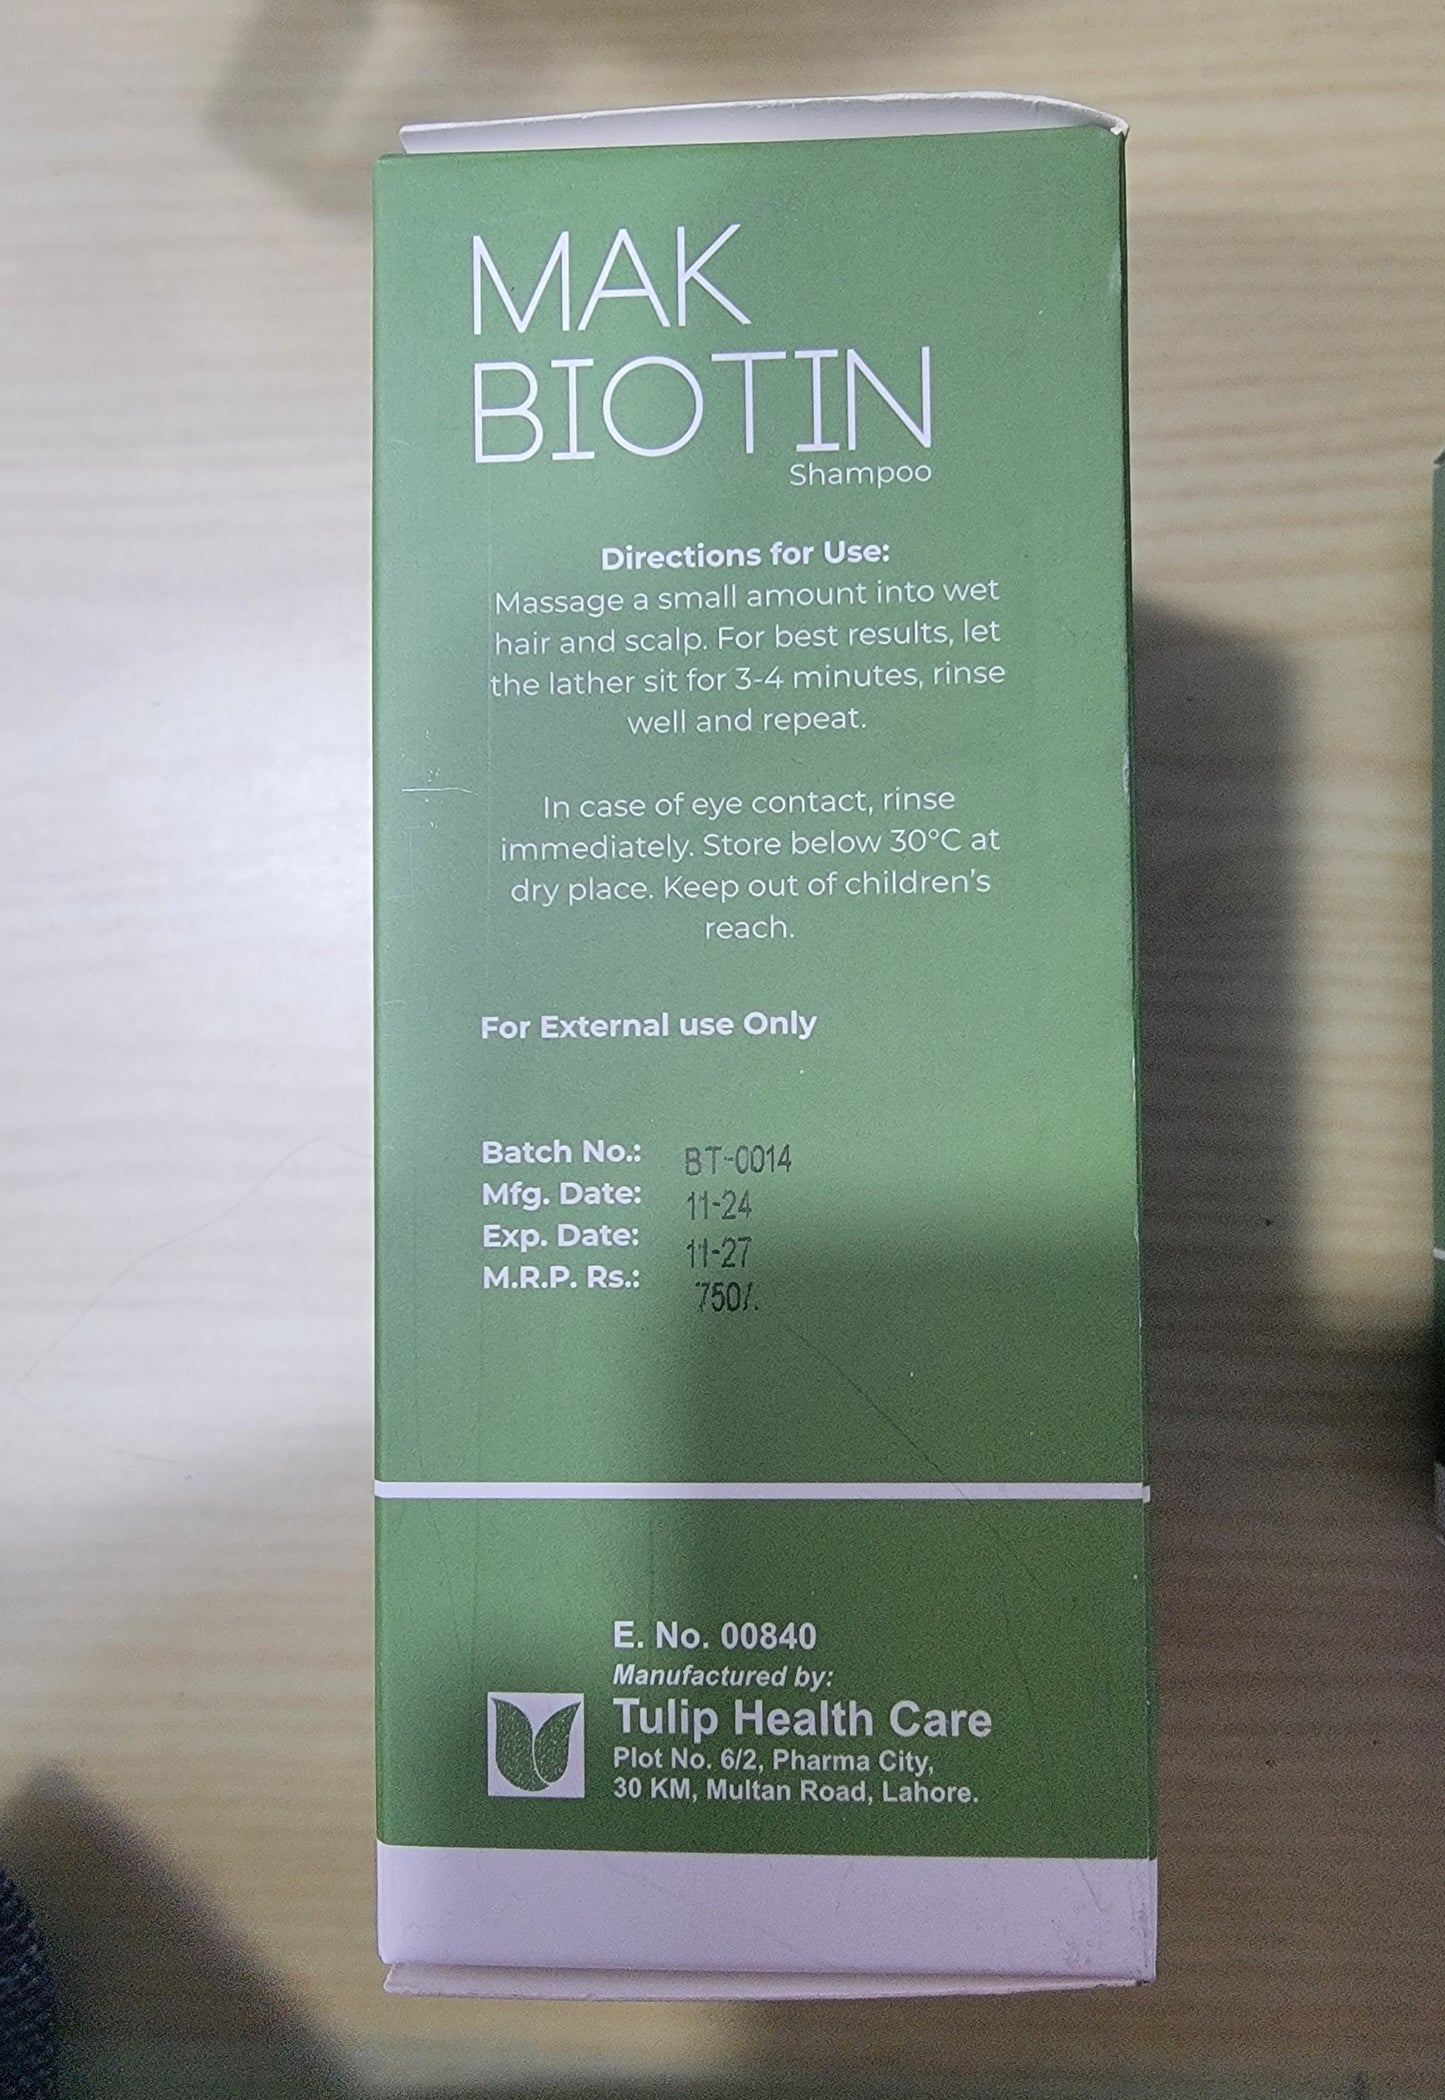 MAK
BIOTIN
Shampoo
Directions for Use:
Massage a small amount into wet
hair and scalp. For best results, let
the lather sit for 3-4 minutes, rinse
well and repeat.
In case of eye contact, rinse
immediately. Store below 30°C at
dry place. Keep out of children's
reach.
For External use Only
Batch No.: BT-0014
Mfg. Date: 11-24
Exp. Date: 11-27
M.R.P. Rs.: 750/.
E. No. 00840
Manufactured by:
Tulip Health Care
Plot No. 6/2, Pharma City,
30 KM, Multan Road, Lahore.